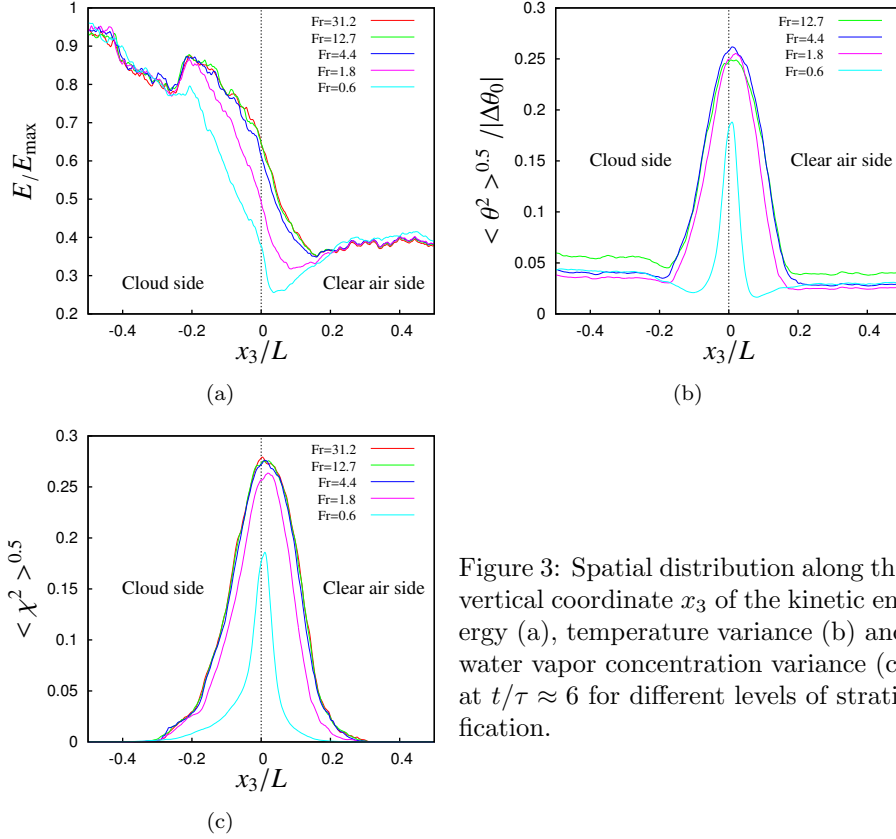 Fr=31.2
Fr=12.7
Fr=4.4
Fr=1.8
Fr=0.6
E/E_max
1
0.9
0.8
0.7
0.6
0.5
0.4
0.3
0.2
Cloud side
Clear air side
-0.4
-0.2
0
0.2
0.4
x_3/L
(a)
Fr=12.7
Fr=4.4
Fr=1.8
Fr=0.6
< θ^2 >^0.5 /|Δθ_0|
0.3
0.25
0.2
0.15
0.1
0.05
0
Cloud side
Clear air side
-0.4
-0.2
0
0.2
0.4
x_3/L
(b)
Fr=31.2
Fr=12.7
Fr=4.4
Fr=1.8
Fr=0.6
< χ^2 >^0.5
0.3
0.25
0.2
0.15
0.1
0.05
0
Cloud side
Clear air side
-0.4
-0.2
0
0.2
0.4
x_3/L
(c)
Figure 3: Spatial distribution along th
vertical coordinate x_3 of the kinetic en
ergy (a), temperature variance (b) an
water vapor concentration variance (c
at t/τ ≈ 6 for different levels of strati
fication.